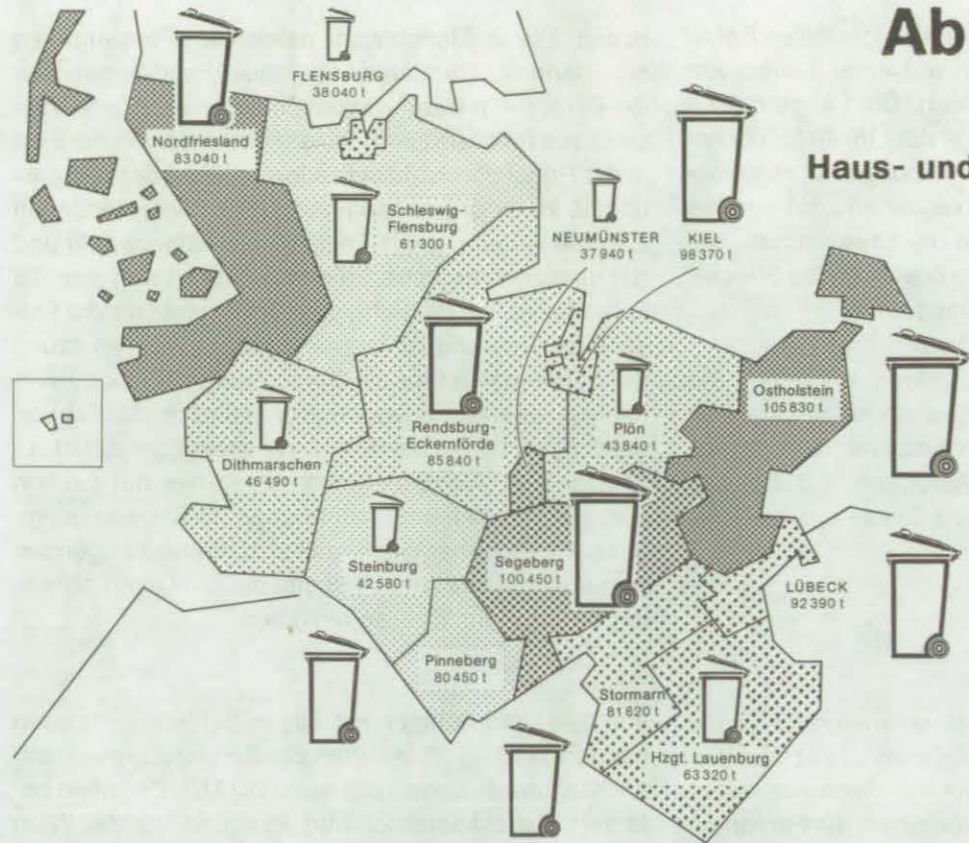 Ab
Haus- und
FLENSBURG
38 040 t
Nordfriesland
83 040 t
Schleswig-
Flensburg
61 300 t
NEUMÜNSTER
37 940 t
KIEL
98 370 t
Ostholstein
105 830 t
Rendsburg-
Eckernförde
85 840 t
Plön
43 840 t
Dithmarschen
46 490 t
Steinburg
42 580 t
Segeberg
100 450 t
LÜBECK
92 390 t
Pinneberg
80 450 t
Stormarn
81 620 t
Hzgt. Lauenburg
63 320 t